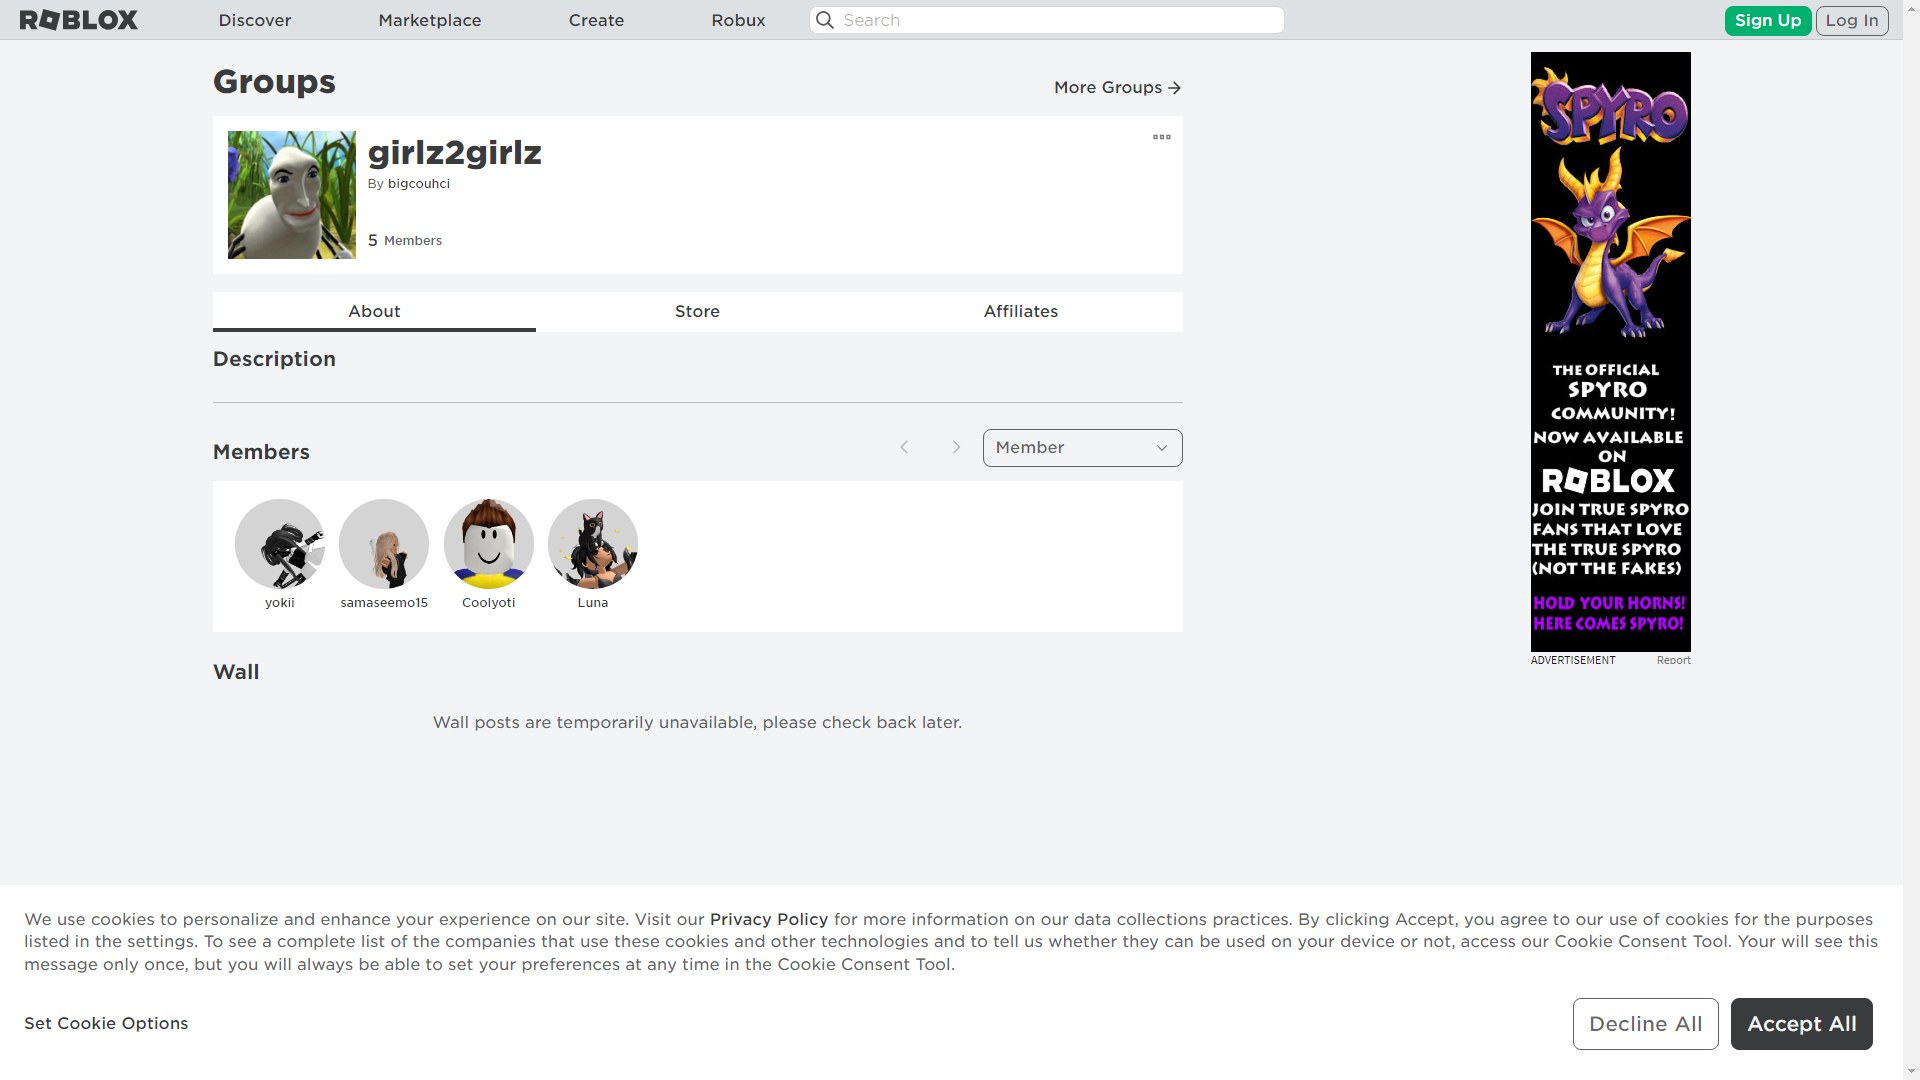 ROBLOX
Discover
Marketplace
Create
Robux
Search
Sign Up
Log In
Groups
More Groups
girlz2girlz
By bigcouhci
5 Members
About
Store
Affiliates
Description
Members
Member
yokii
samaseemo15
Coolyoti
Luna
Wall
Wall posts are temporarily unavailable, please check back later.
SPYRO
THE OFFICIAL
SPYRO
COMMUNITY!
NOW AVAILABLE
ON
ROBLOX
JOIN TRUE SPYRO
FANS THAT LOVE
THE TRUE SPYRO
(NOT THE FAKES)
HOLD YOUR HORNS!
HERE COMES SPYRO!
ADVERTISEMENT
Report
We use cookies to personalize and enhance your experience on our site. Visit our Privacy Policy for more information on our data collections practices. By clicking Accept, you agree to our use of cookies for the purposes
listed in the settings. To see a complete list of the companies that use these cookies and other technologies and to tell us whether they can be used on your device or not, access our Cookie Consent Tool. Your will see this
message only once, but you will always be able to set your preferences at any time in the Cookie Consent Tool.
Set Cookie Options
Decline All
Accept All